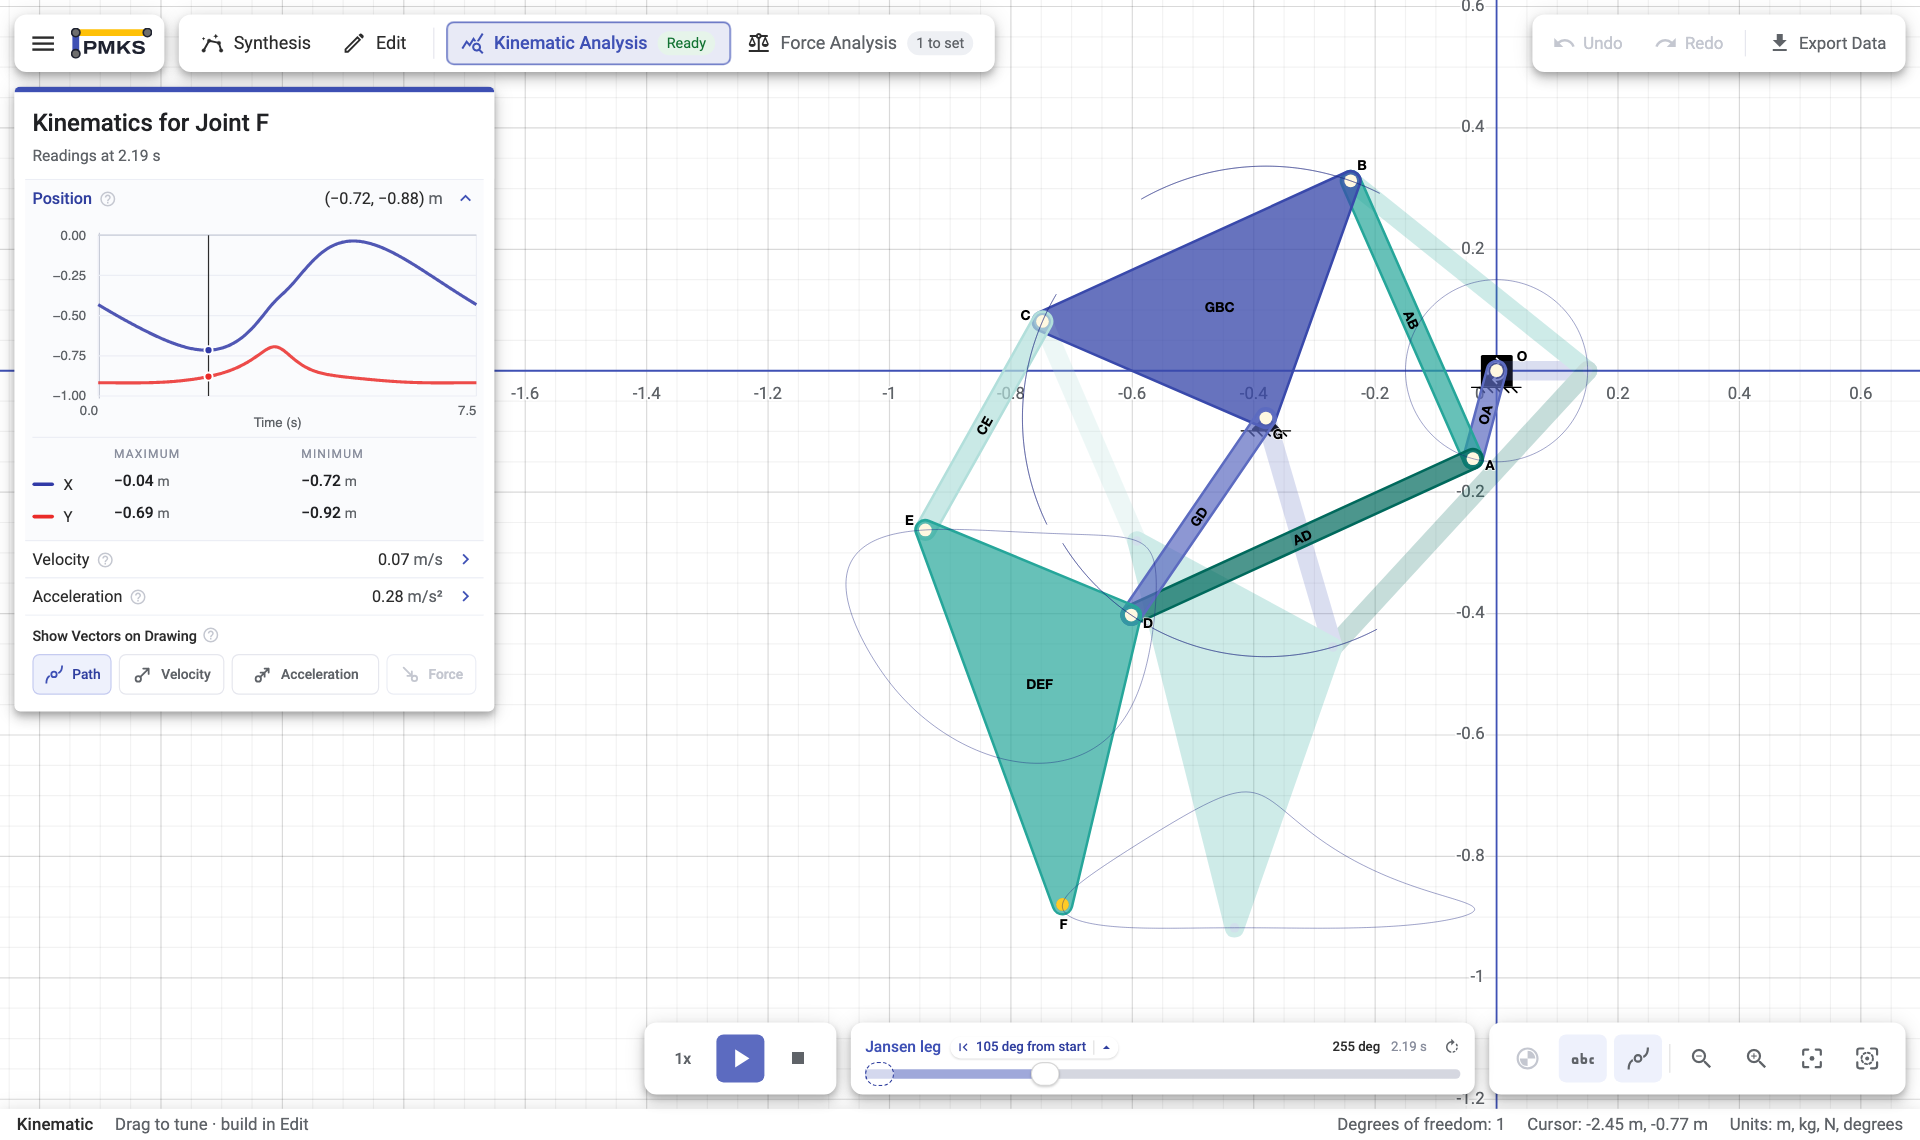 PMKS
Synthesis
Edit
Kinematic Analysis Ready
Force Analysis 1 to set
Undo
Redo
Export Data
Kinematics for Joint F
Readings at 2.19 s
Position (−0.72, −0.88) m
0.00
−0.25
−0.50
−0.75
−1.00
0.0
7.5
Time (s)
MAXIMUM MINIMUM
X −0.04 m −0.72 m
Y −0.69 m −0.92 m
Velocity 0.07 m/s
Acceleration 0.28 m/s²
Show Vectors on Drawing
Path
Velocity
Acceleration
Force
0.6
0.4
0.2
-1.6
-1.4
-1.2
-1
-0.8
-0.6
-0.4
-0.2
0.2
0.4
0.6
-0.2
-0.4
-0.6
-0.8
-1
-1.2
B
C
GBC
AB
O
OA
G
A
CE
GD
AD
E
D
DEF
F
1x
Jansen leg 105 deg from start 255 deg 2.19 s
abc
Kinematic Drag to tune · build in Edit
Degrees of freedom: 1 Cursor: -2.45 m, -0.77 m Units: m, kg, N, degrees